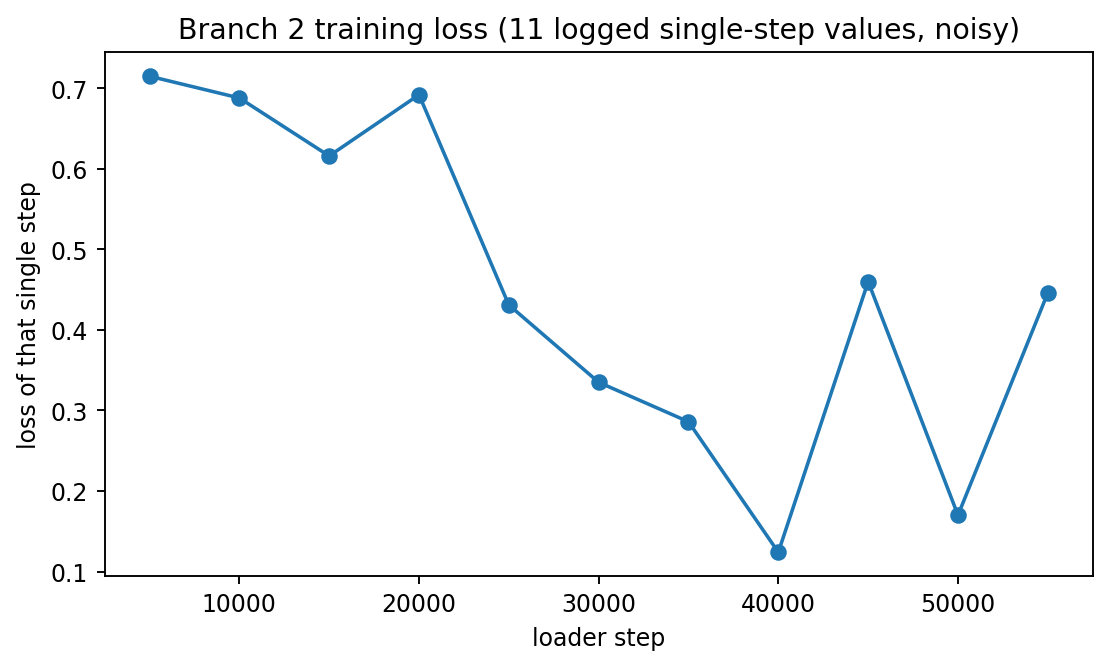 Branch 2 training loss (11 logged single-step values, noisy)
loss of that single step
0.7
0.6
0.5
0.4
0.3
0.2
0.1
10000 20000 30000 40000 50000
loader step